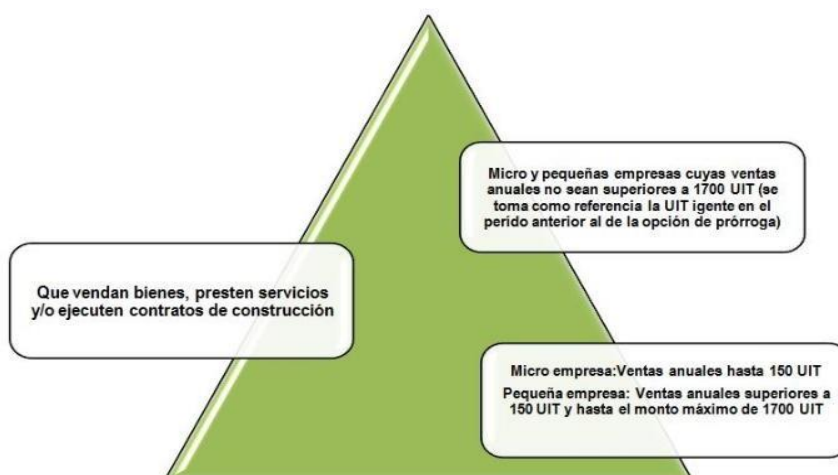 Micro y pequeñas empresas cuyas ventas
anuales no sean superiores a 1700 UIT (se
toma como referencia la UIT igente en el
perído anterior al de la opción de prórroga)
Que vendan bienes, presten servicios
y/o ejecuten contratos de construcción
Micro empresa:Ventas anuales hasta 150 UIT
Pequeña empresa: Ventas anuales superiores a
150 UIT y hasta el monto máximo de 1700 UIT